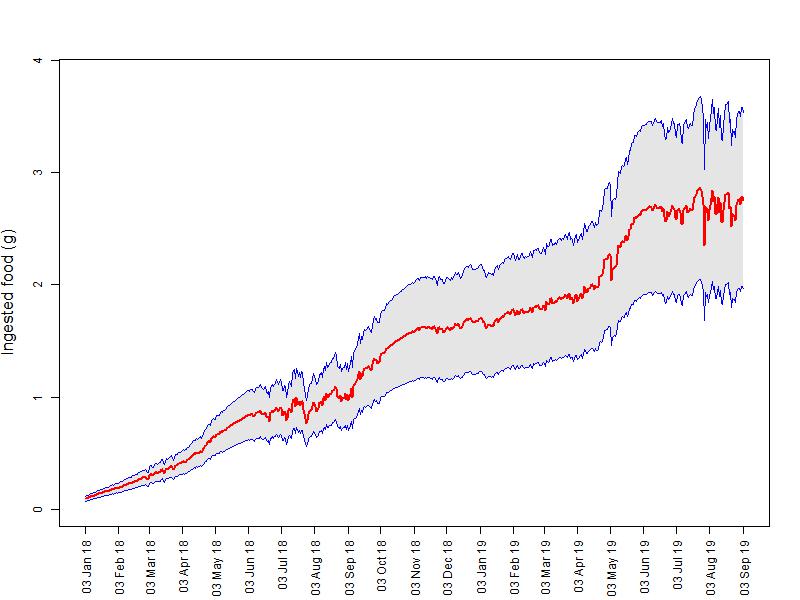 Ingested food (g)
4
3
2
1
0
03 Jan 18
03 Feb 18
03 Mar 18
03 Apr 18
03 May 18
03 Jun 18
03 Jul 18
03 Aug 18
03 Sep 18
03 Oct 18
03 Nov 18
03 Dec 18
03 Jan 19
03 Feb 19
03 Mar 19
03 Apr 19
03 May 19
03 Jun 19
03 Jul 19
03 Aug 19
03 Sep 19